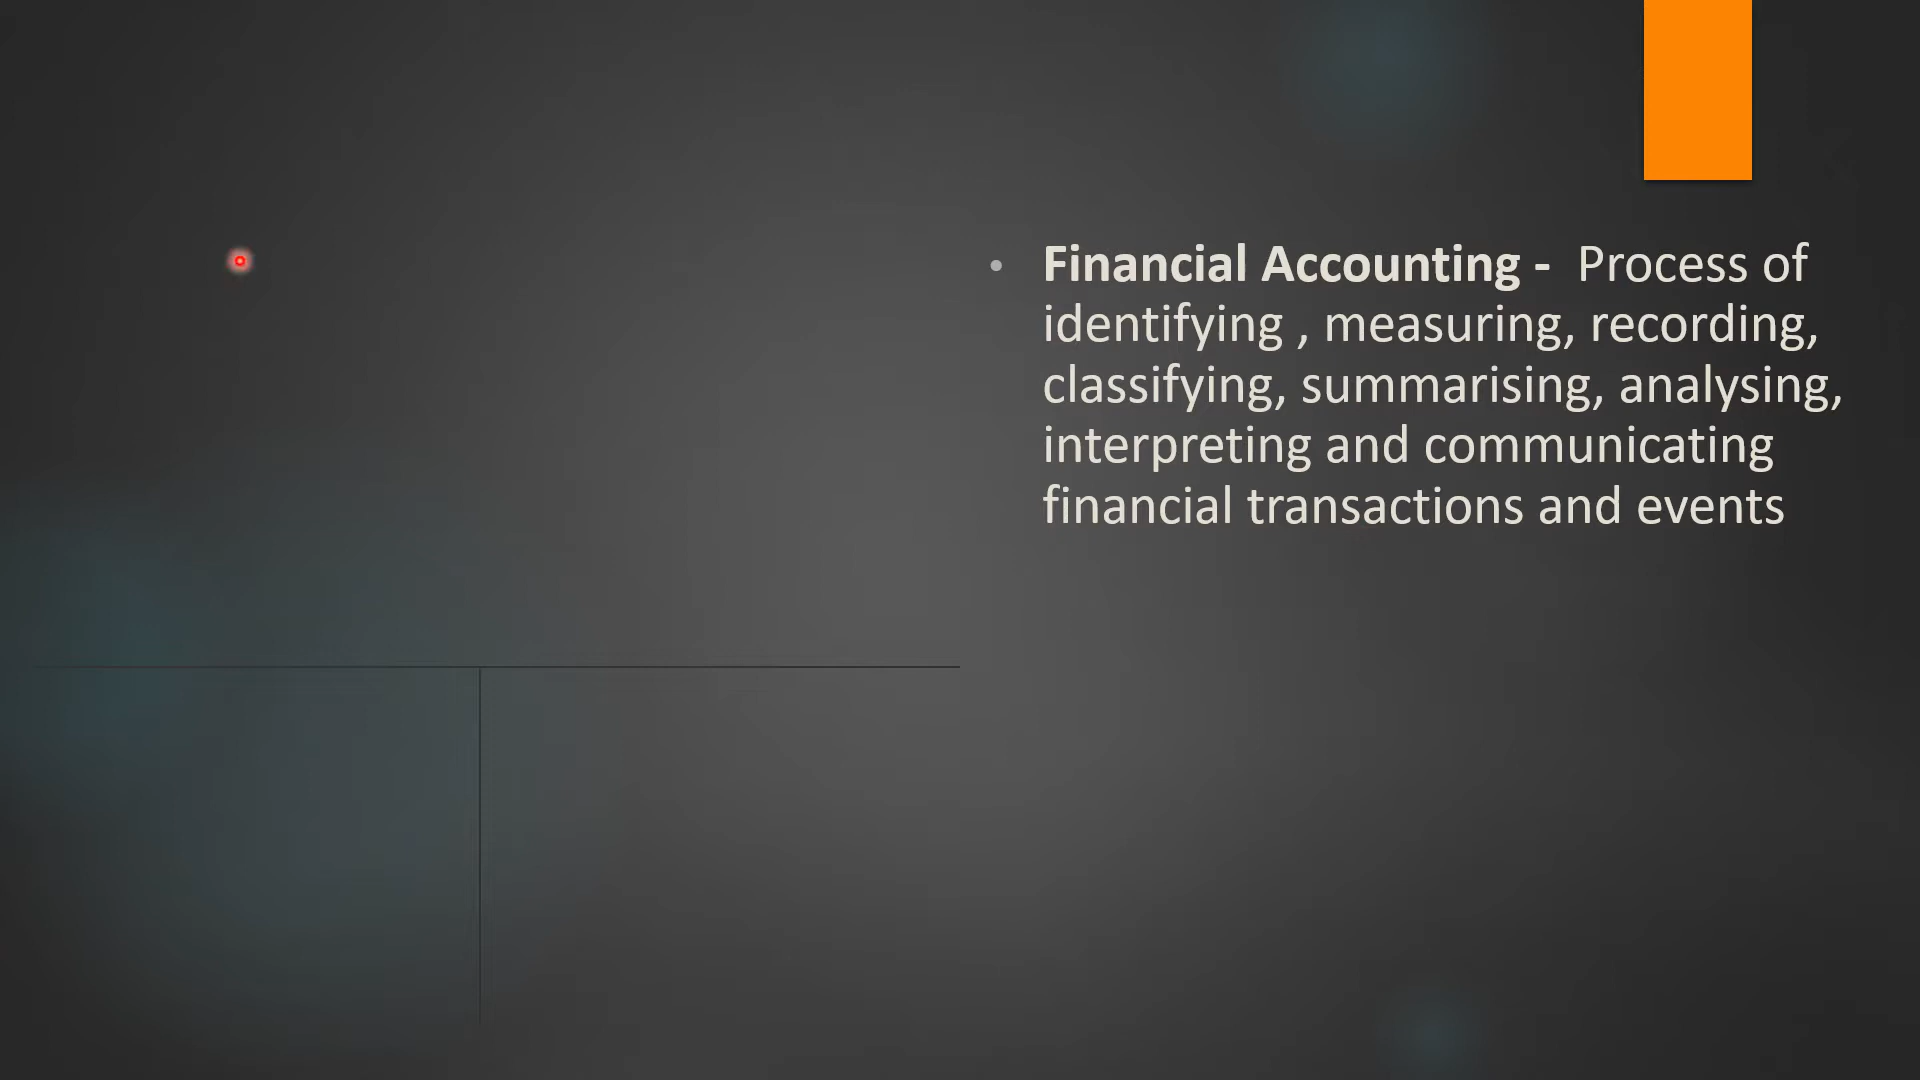 • Financial Accounting -  Process of
identifying , measuring, recording,
classifying, summarising, analysing,
interpreting and communicating
financial transactions and events